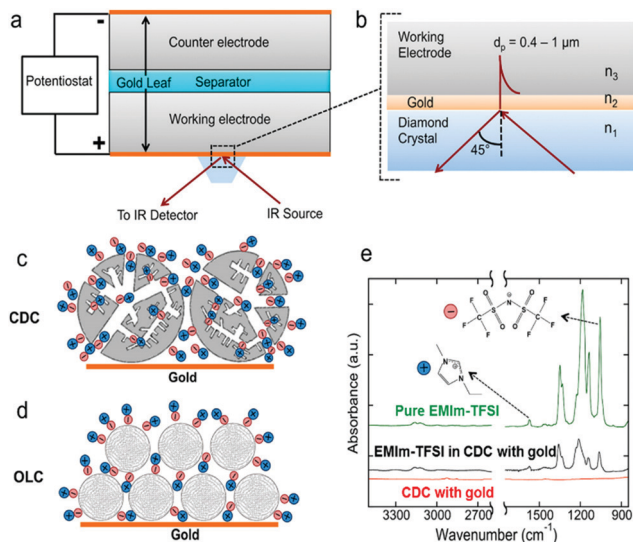 a
-
Potentiostat
+
Counter electrode
Gold Leaf
Separator
Working electrode
To IR Detector
IR Source
b
Working
Electrode
dp = 0.4 – 1 μm
n3
Gold
n2
Diamond
Crystal
n1
45°
c
CDC
Gold
d
OLC
Gold
e
Absorbance (a.u.)
O
O
O
O
S
N
S
F
F
F
F
F
F
Pure EMIm-TFSI
EMIm-TFSI in CDC with gold
CDC with gold
3300
3000
2700
1800
1500
1200
900
Wavenumber (cm-1)